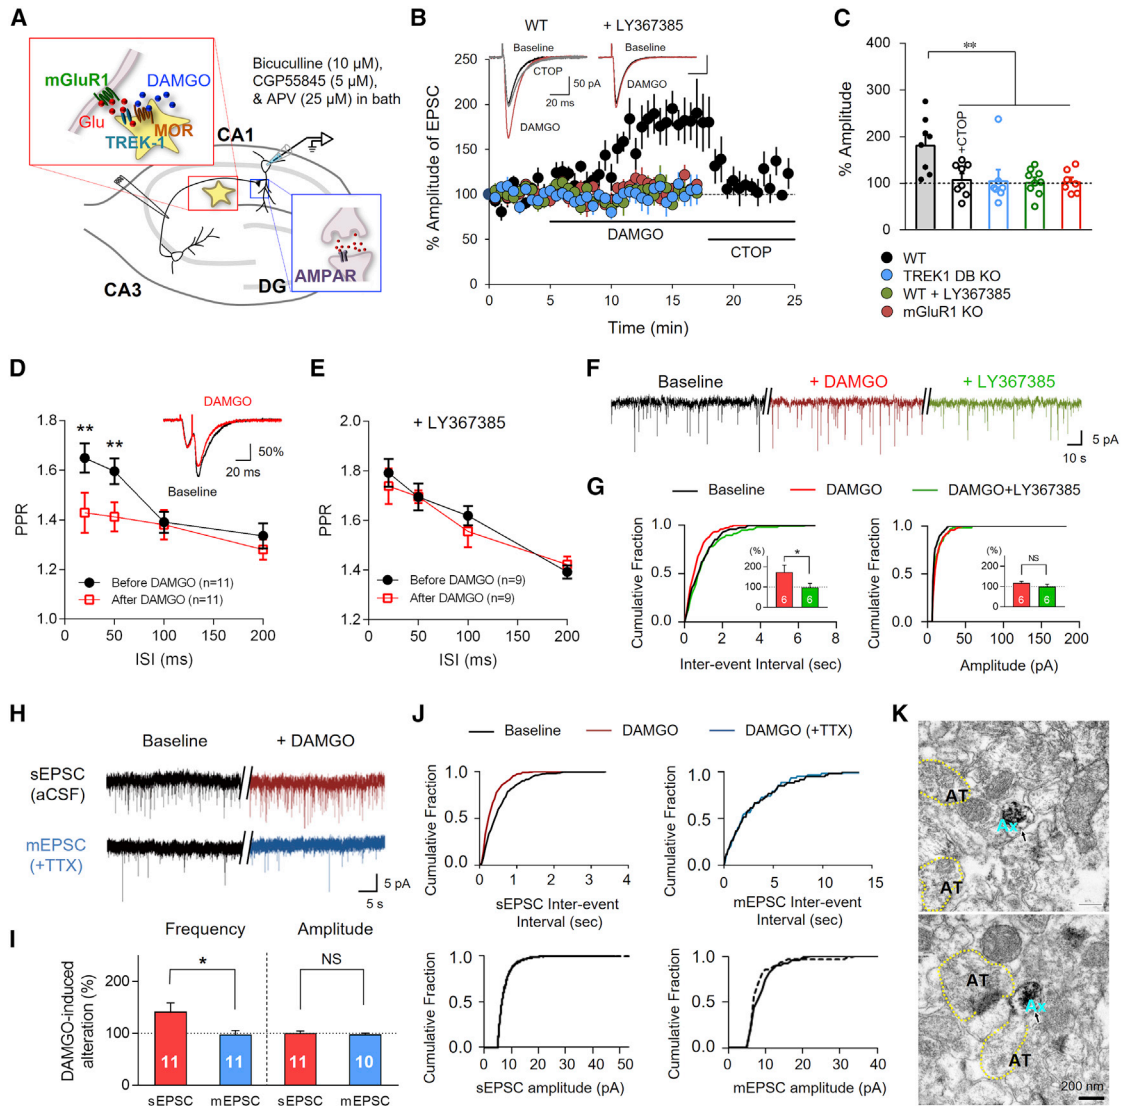 A
mGluR1
DAMGO
Glu
MOR
TREK-1
Bicuculline (10 µM),
CGP55845 (5 µM),
& APV (25 µM) in bath
CA1
CA3
DG
AMPAR
B
WT
+ LY367385
Baseline
CTOP
DAMGO
50 pA
20 ms
Baseline
DAMGO
% Amplitude of EPSC
250
200
150
100
50
0
DAMGO
CTOP
0 5 10 15 20 25
Time (min)
C
% Amplitude
400
300
200
100
0
**
+CTOP
WT
TREK1 DB KO
WT + LY367385
mGluR1 KO
D
DAMGO
50%
20 ms
Baseline
PPR
1.8
1.6
1.4
1.2
1.0
** **
Before DAMGO (n=11)
After DAMGO (n=11)
0 50 100 150 200
ISI (ms)
E
+ LY367385
PPR
2.0
1.8
1.6
1.4
1.2
Before DAMGO (n=9)
After DAMGO (n=9)
0 50 100 150 200
ISI (ms)
F
Baseline
+ DAMGO
+ LY367385
5 pA
10 s
G
Baseline DAMGO DAMGO+LY367385
Cumulative Fraction
1.0
0.5
0.0
(%)
200
100
0
*
6 6
0 2 4 6 8
Inter-event Interval (sec)
Cumulative Fraction
1.0
0.5
0.0
(%)
200
100
0
NS
6 6
0 50 100 150 200
Amplitude (pA)
H
Baseline
+ DAMGO
sEPSC
(aCSF)
mEPSC
(+TTX)
5 pA
5 s
I
Frequency Amplitude
DAMGO-induced
alteration (%)
200
100
0
* NS
11 11 11 10
sEPSC mEPSC sEPSC mEPSC
J
Baseline DAMGO DAMGO (+TTX)
Cumulative Fraction
1.0
0.5
0.0
0 1 2 3 4
sEPSC Inter-event
Interval (sec)
Cumulative Fraction
1.0
0.5
0.0
0 5 10 15
mEPSC Inter-event
Interval (sec)
Cumulative Fraction
1.0
0.5
0.0
0 10 20 30 40 50
sEPSC amplitude (pA)
Cumulative Fraction
1.0
0.5
0.0
0 10 20 30 40
mEPSC amplitude (pA)
K
AT
Ax
AT
AT
Ax
AT
200 nm